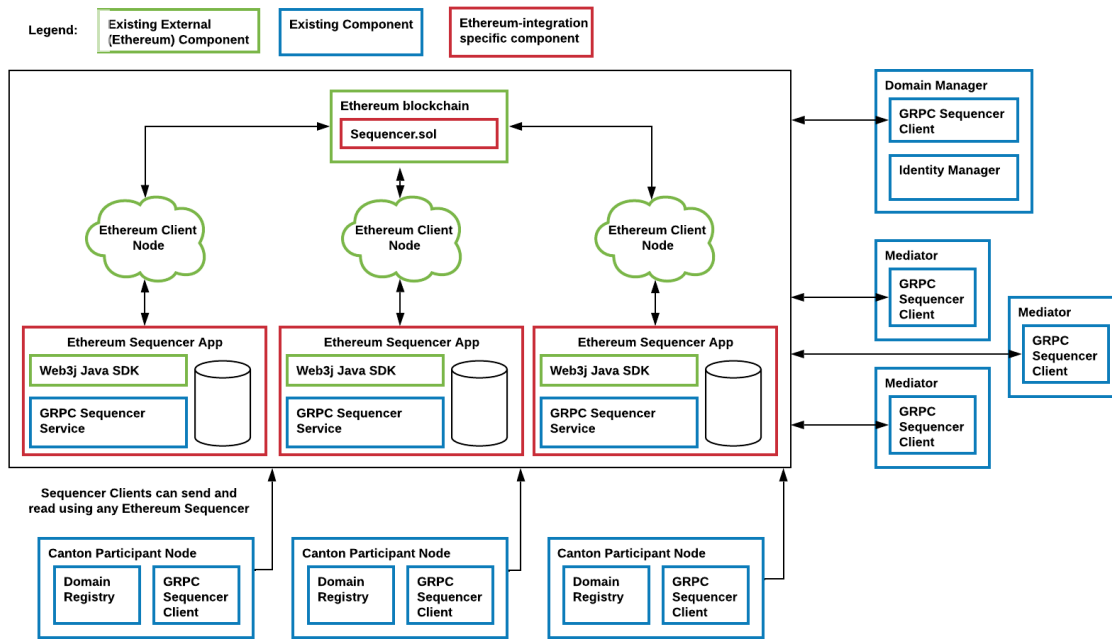 Legend:
Existing External
(Ethereum) Component
Existing Component
Ethereum-integration
specific component
Ethereum blockchain
Sequencer.sol
Ethereum Client
Node
Ethereum Client
Node
Ethereum Client
Node
Ethereum Sequencer App
Web3j Java SDK
GRPC Sequencer
Service
Ethereum Sequencer App
Web3j Java SDK
GRPC Sequencer
Service
Ethereum Sequencer App
Web3j Java SDK
GRPC Sequencer
Service
Domain Manager
GRPC Sequencer
Client
Identity Manager
Mediator
GRPC
Sequencer
Client
Mediator
GRPC
Sequencer
Client
Mediator
GRPC
Sequencer
Client
Sequencer Clients can send and
read using any Ethereum Sequencer
Canton Participant Node
Domain
Registry
GRPC
Sequencer
Client
Canton Participant Node
Domain
Registry
GRPC
Sequencer
Client
Canton Participant Node
Domain
Registry
GRPC
Sequencer
Client